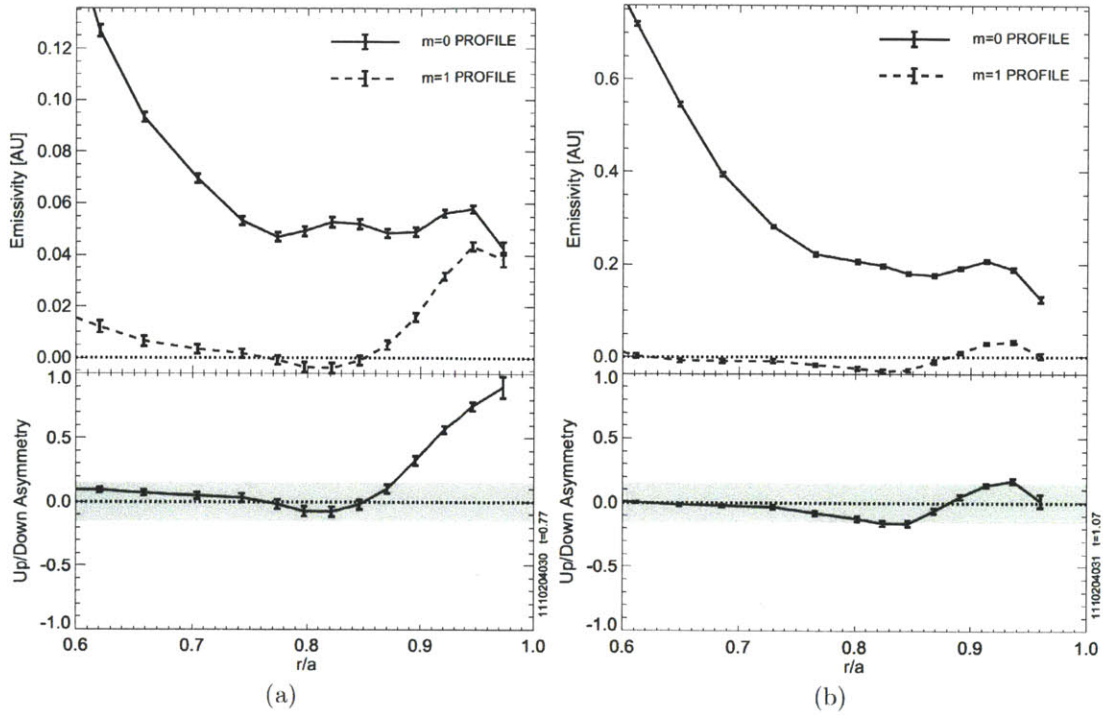 m=0 PROFILE
m=1 PROFILE
Emissivity [AU]
0.12
0.10
0.08
0.06
0.04
0.02
0.00
1.0
0.5
0.0
-0.5
-1.0
Up/Down Asymmetry
0.6 0.7 0.8 0.9 1.0
r/a
1110204030 t=0.77
(a)
m=0 PROFILE
m=1 PROFILE
Emissivity [AU]
0.6
0.4
0.2
0.0
1.0
0.5
0.0
-0.5
-1.0
Up/Down Asymmetry
0.6 0.7 0.8 0.9 1.0
r/a
1110204031 t=1.07
(b)